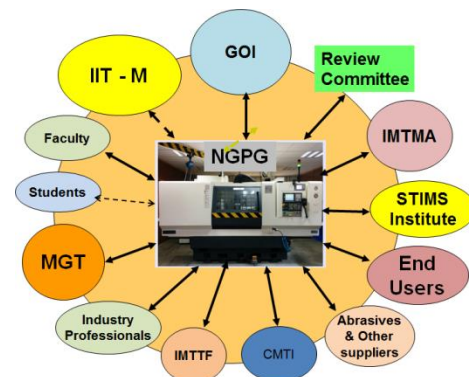 GOI
IIT - M
Review
Committee
Faculty
NGPG
IMTMA
Students
STIMS
Institute
MGT
End
Users
Industry
Professionals
IMTTF
CMTI
Abrasives
& Other
suppliers